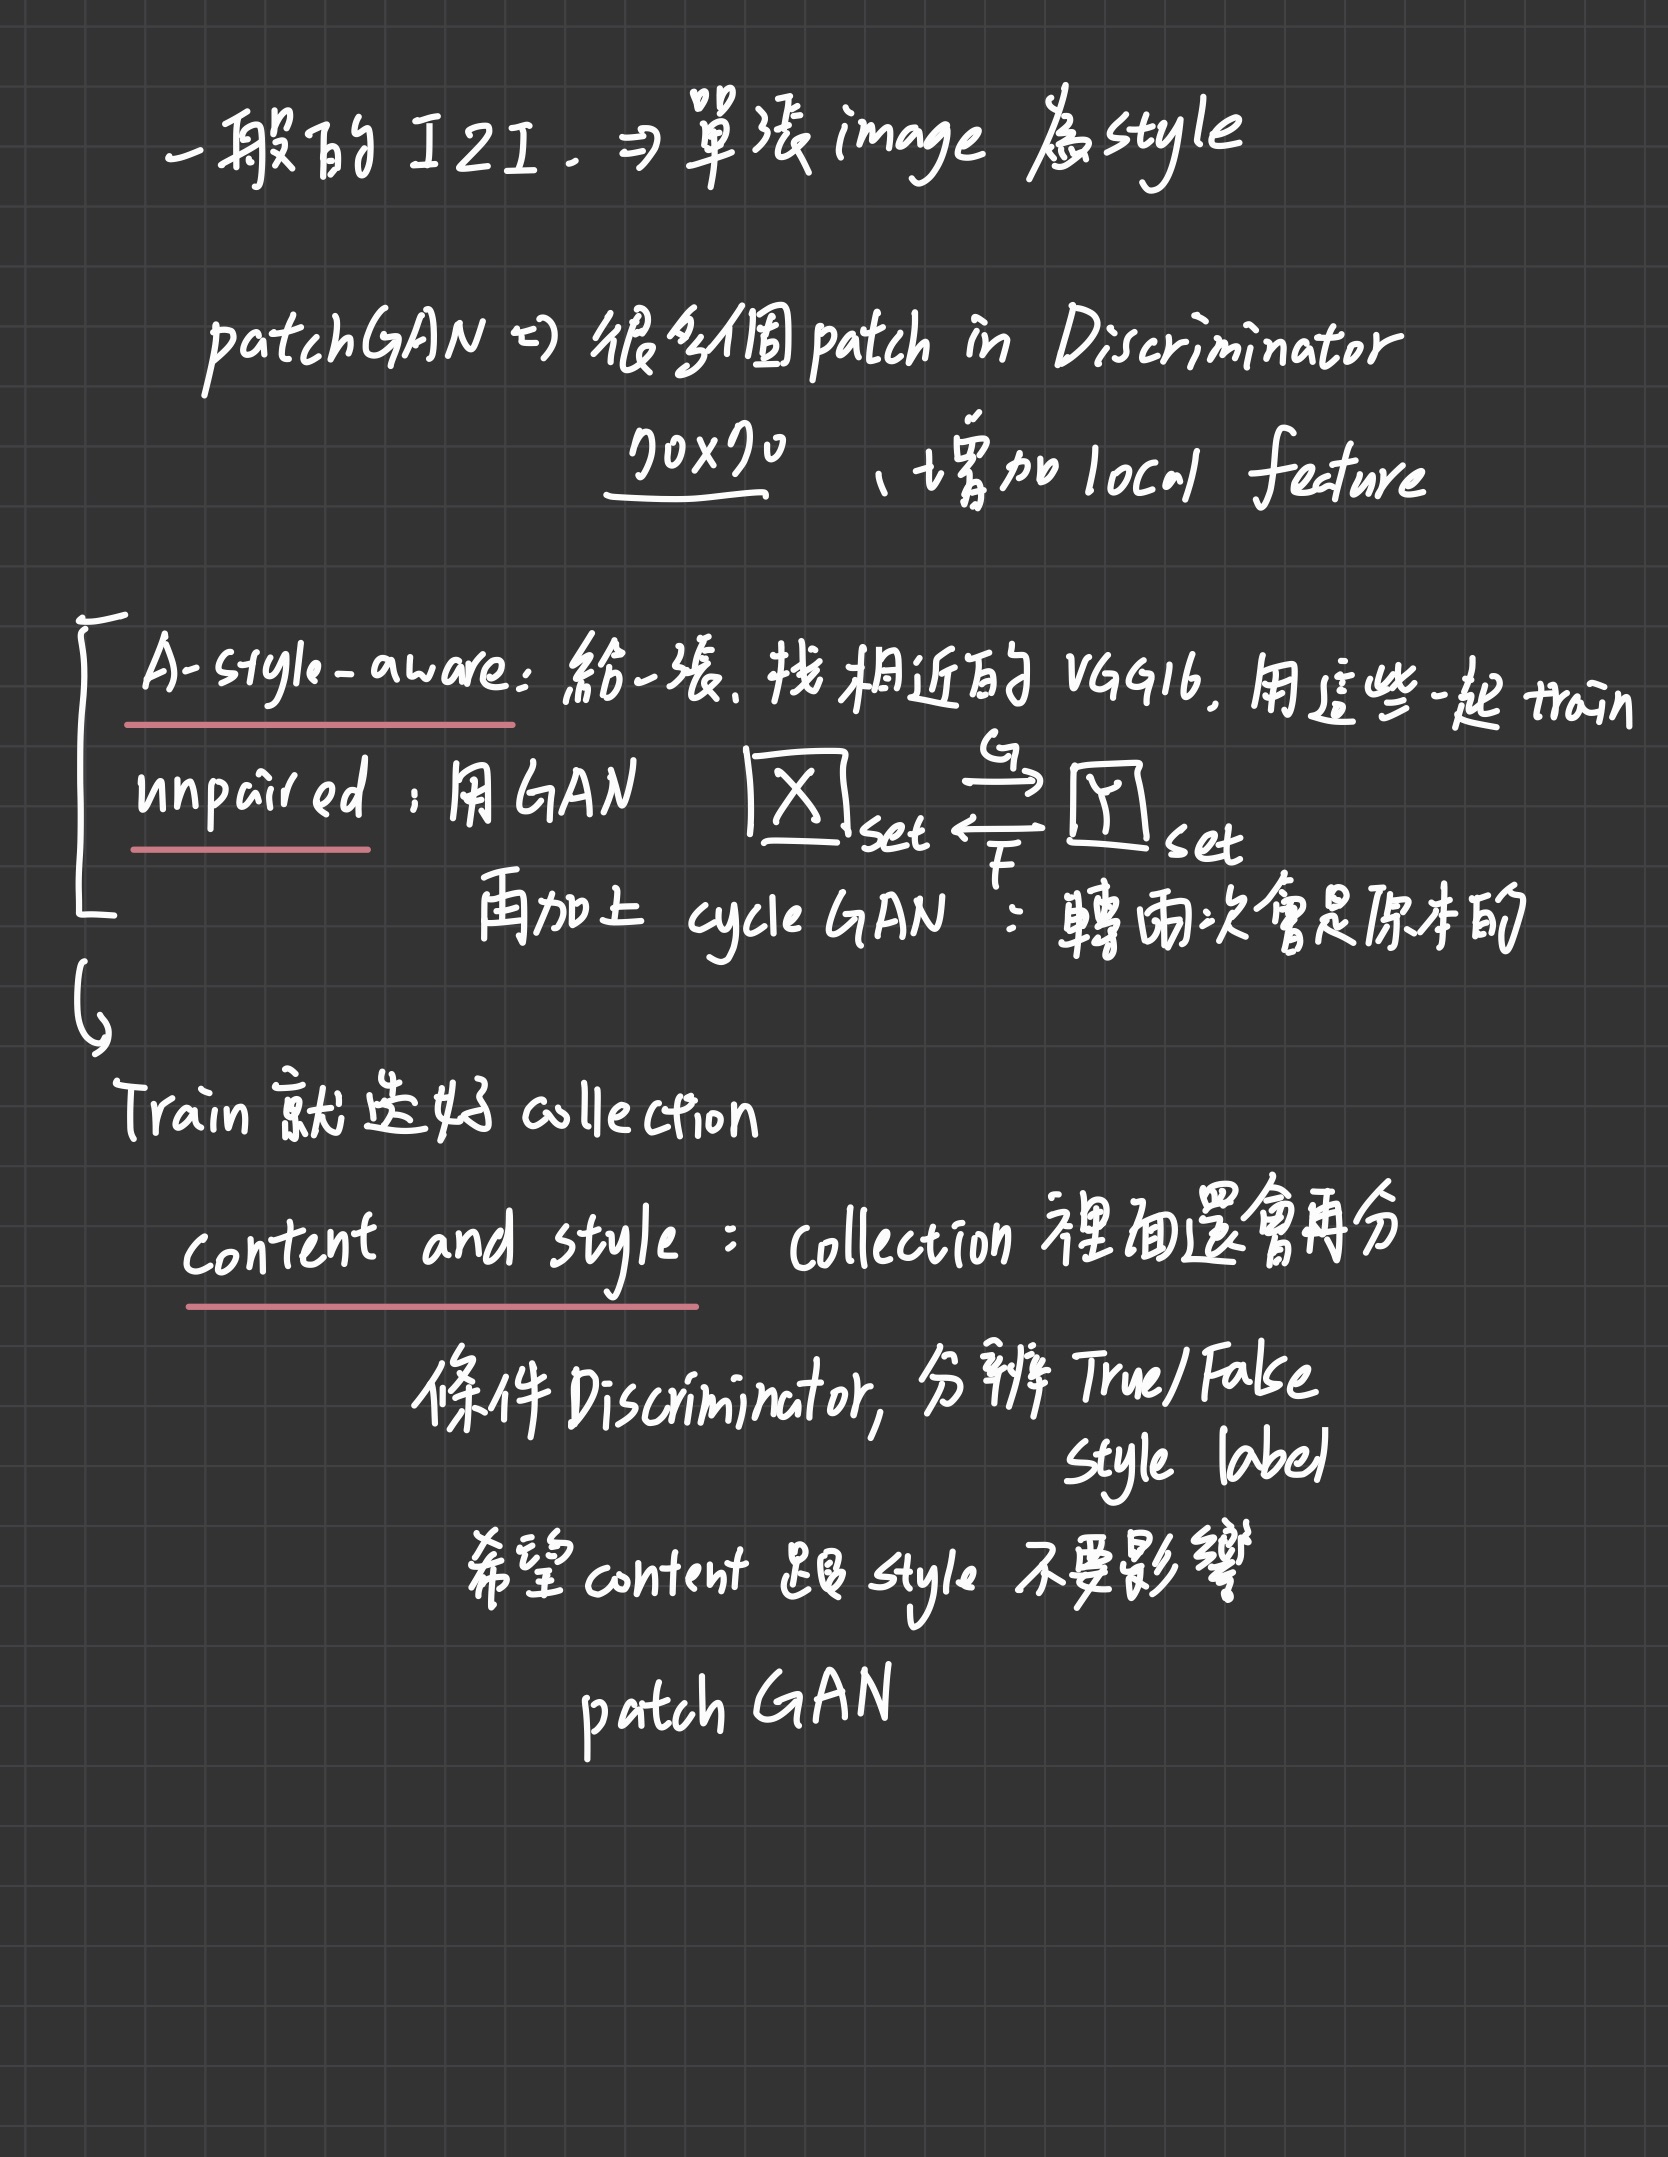 一般的 I2I. ⇒ 單張 image 為 style
patchGAN ⇒ 很多個 patch in Discriminator
70x70 、增加 local feature
A-style-aware: 給一張. 找相近的 VGG16. 用這些一起 train
unpaired : 用 GAN X set G F Y set
再加上 cycle GAN : 轉兩次會是原本的
Train 就造好 collection
content and style : Collection 裡面還會再分
條件 Discriminator, 分辨 True/False
style label
希望 content 跟 style 不要影響
patch GAN